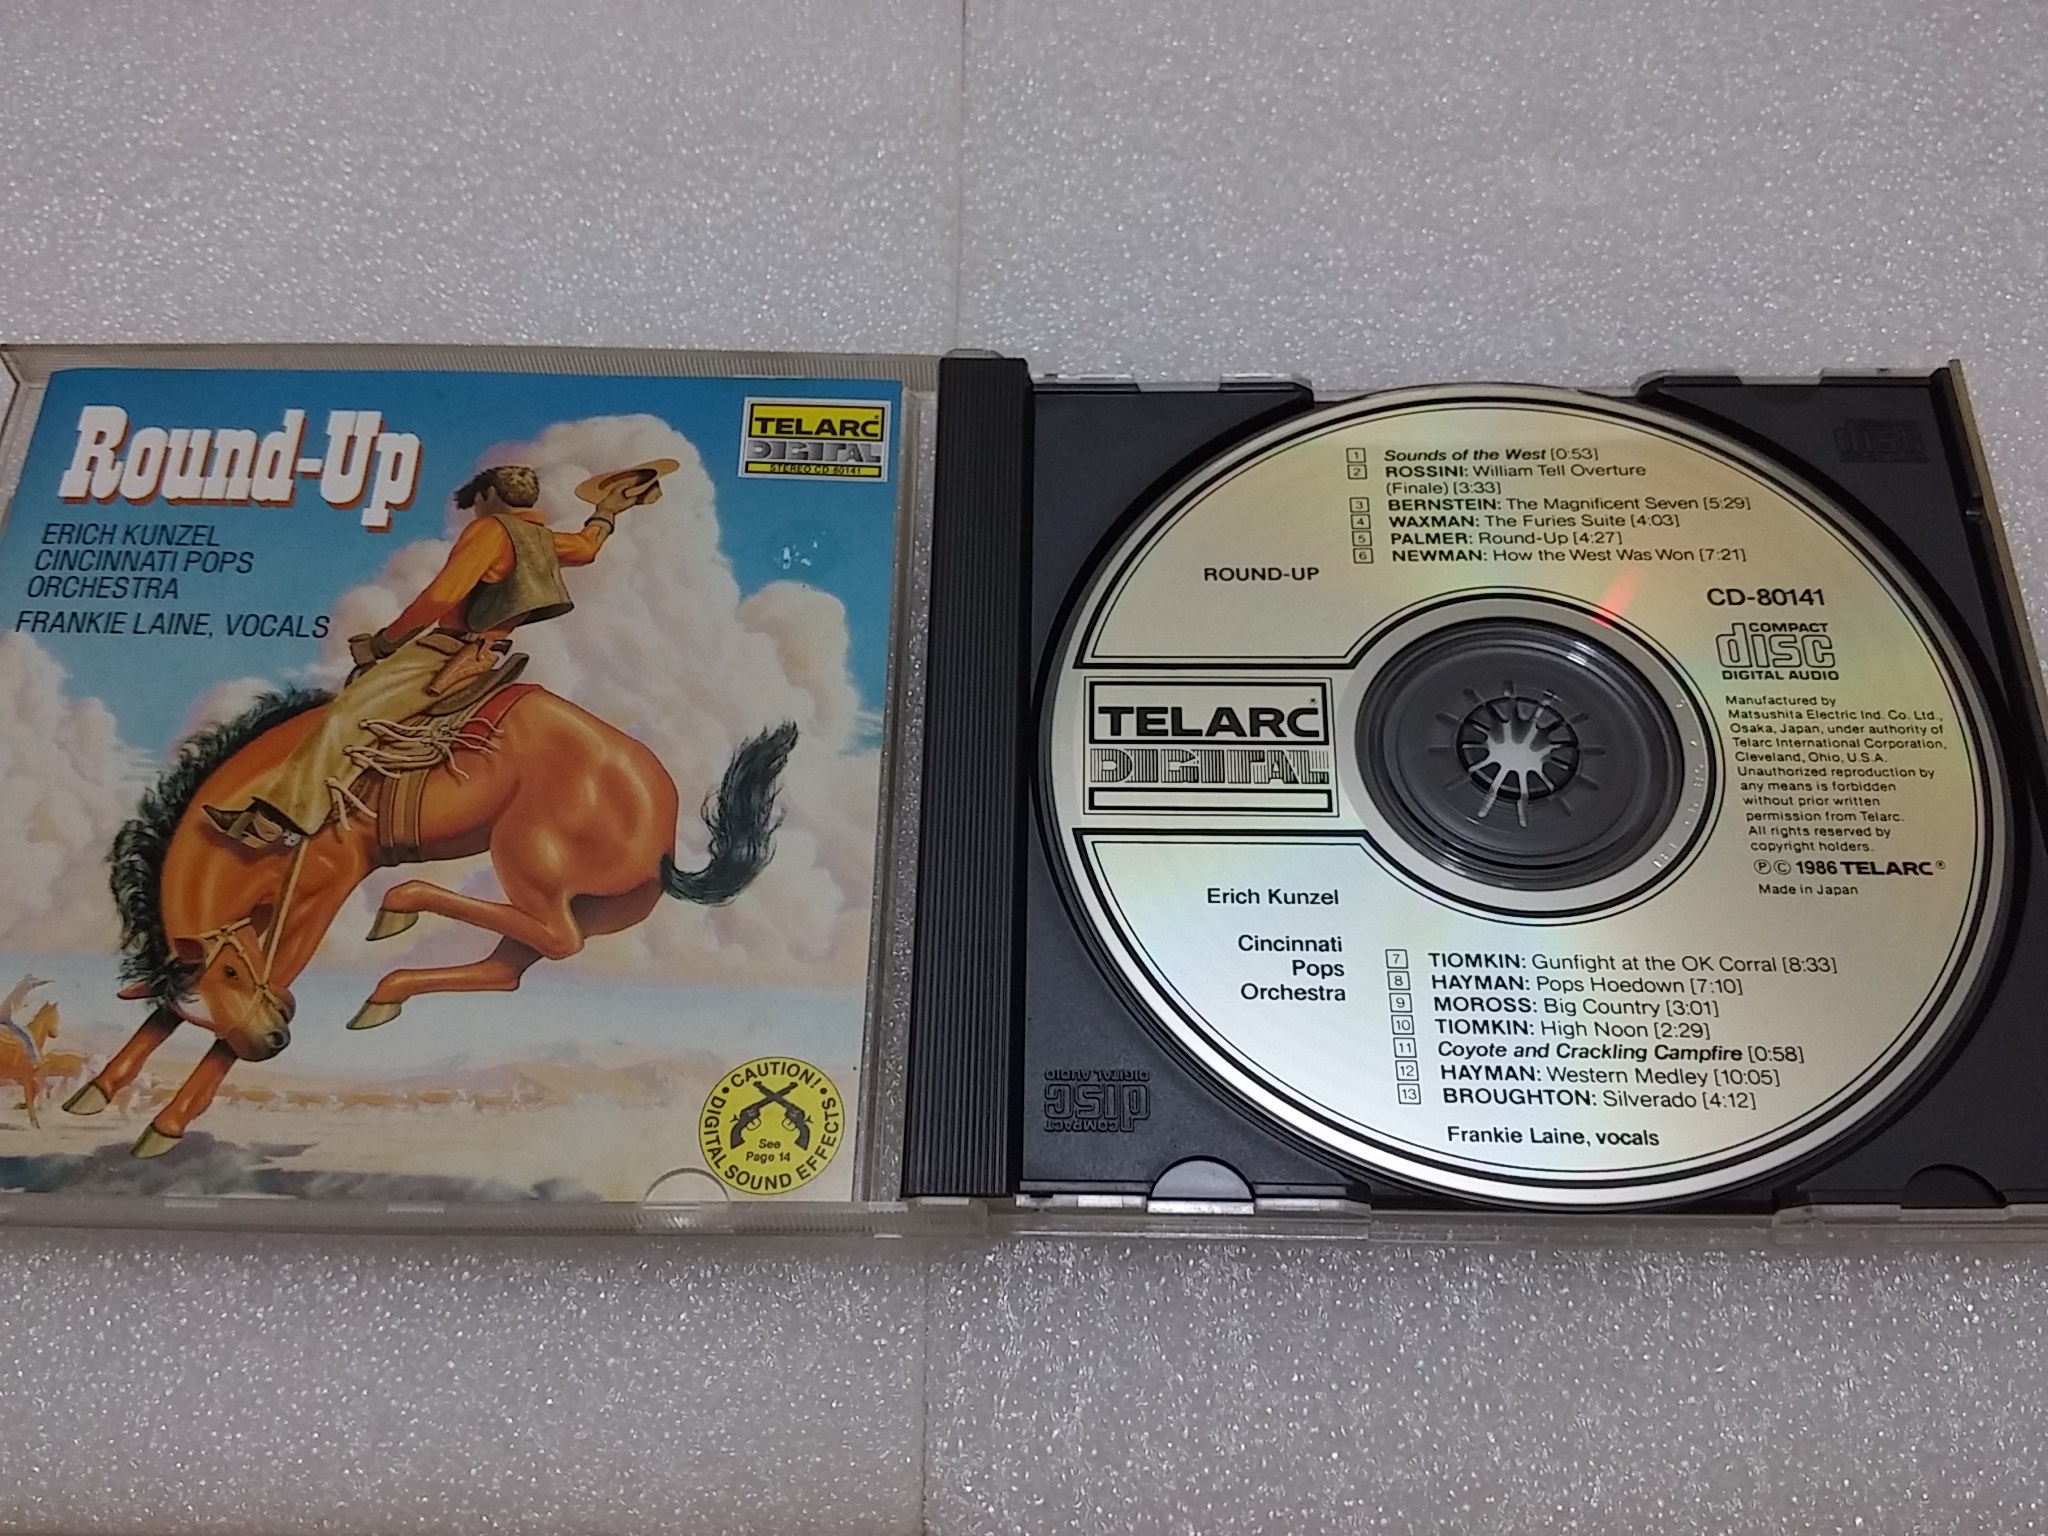 Round-Up
ERICH KUNZEL
CINCINNATI POPS
ORCHESTRA
FRANKIE LAINE, VOCALS
TELARC®
DIGITAL
STEREO CD-80141
• CAUTION! •
DIGITAL SOUND EFFECTS
See
Page 14
1 Sounds of the West [0:53]
2 ROSSINI: William Tell Overture
(Finale) [3:33]
3 BERNSTEIN: The Magnificent Seven [5:29]
4 WAXMAN: The Furies Suite [4:03]
5 PALMER: Round-Up [4:27]
6 NEWMAN: How the West Was Won [7:21]
ROUND-UP
CD-80141
COMPACT
disc
DIGITAL AUDIO
TELARC®
DIGITAL
Manufactured by
Matsushita Electric Ind. Co. Ltd.,
Osaka, Japan, under authority of
Telarc International Corporation,
Cleveland, Ohio, U.S.A.
Unauthorized reproduction by
any means is forbidden
without prior written
permission from Telarc.
All rights reserved by
copyright holders.
Ⓟ© 1986 TELARC®
Made in Japan
Erich Kunzel
Cincinnati
Pops
Orchestra
7 TIOMKIN: Gunfight at the OK Corral [8:33]
8 HAYMAN: Pops Hoedown [7:10]
9 MOROSS: Big Country [3:01]
10 TIOMKIN: High Noon [2:29]
11 Coyote and Crackling Campfire [0:58]
12 HAYMAN: Western Medley [10:05]
13 BROUGHTON: Silverado [4:12]
Frankie Laine, vocals
disc
COMPACT
disc
DIGITAL AUDIO